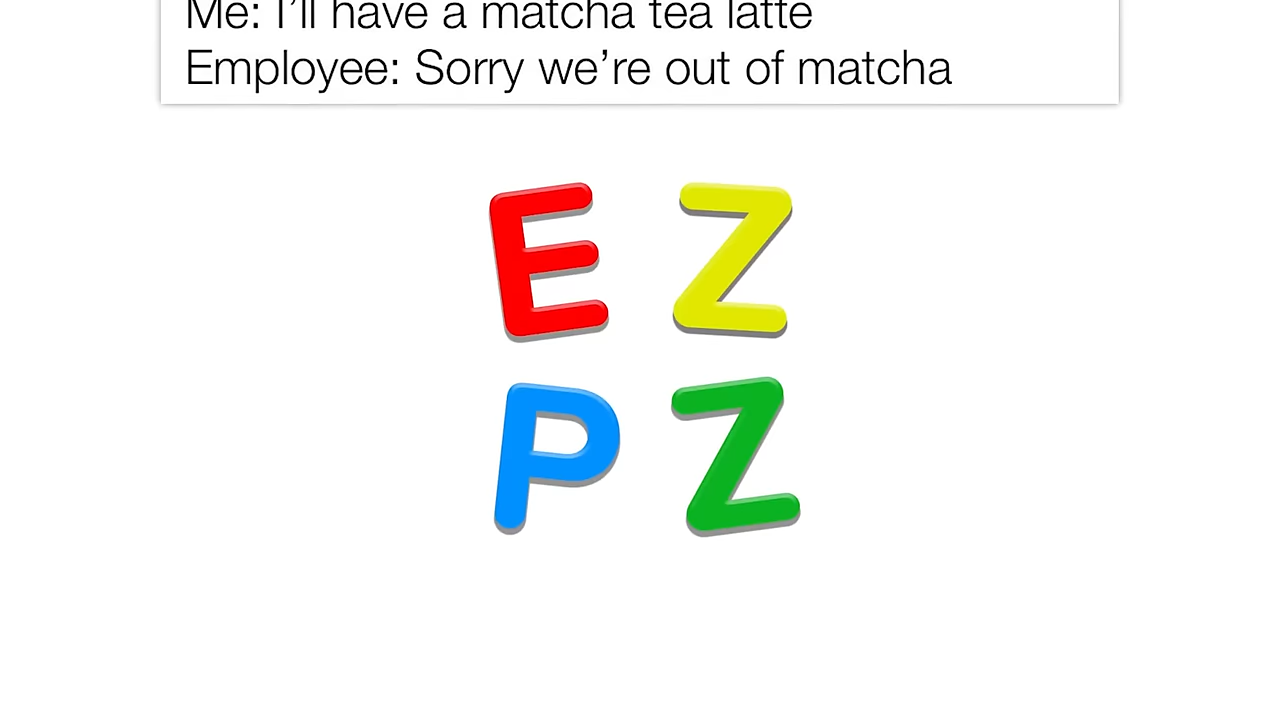 Me: I’ll have a matcha tea latte
Employee: Sorry we’re out of matcha
E Z
P Z